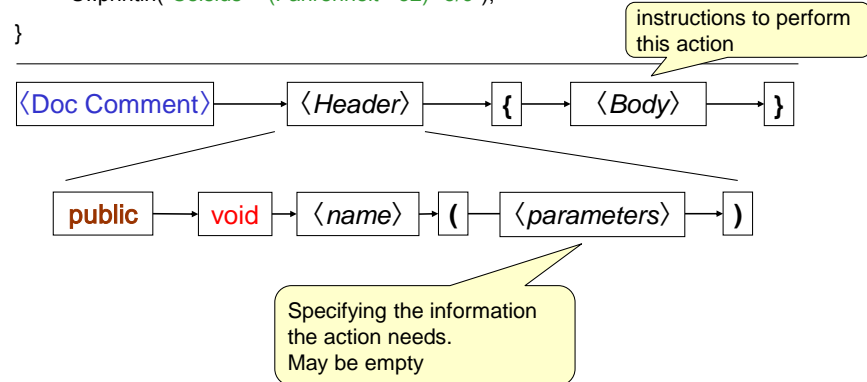 instructions to perform
this action
}
〈Doc Comment〉 〈Header〉 { 〈Body〉 }
public void 〈name〉 ( 〈parameters〉 )
Specifying the information
the action needs.
May be empty